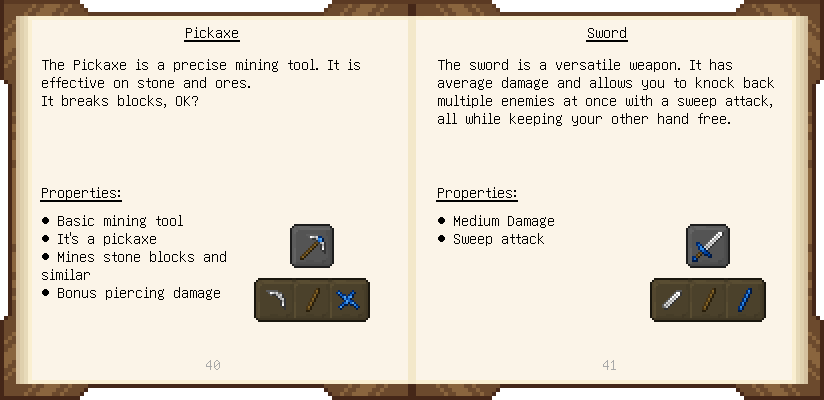 Pickaxe
The Pickaxe is a precise mining tool. It is
effective on stone and ores.
It breaks blocks, OK?
Properties:
● Basic mining tool
● It's a pickaxe
● Mines stone blocks and
similar
● Bonus piercing damage
40
Sword
The sword is a versatile weapon. It has
average damage and allows you to knock back
multiple enemies at once with a sweep attack,
all while keeping your other hand free.
Properties:
● Medium Damage
● Sweep attack
41